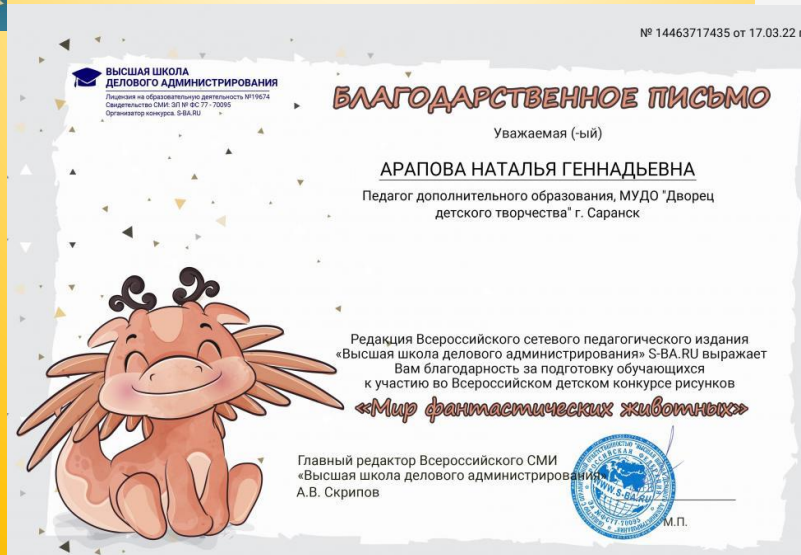 № 14463717435 от 17.03.22 г
ВЫСШАЯ ШКОЛА
ДЕЛОВОГО АДМИНИСТРИРОВАНИЯ
Лицензия на образовательную деятельность №19674
Свидетельство СМИ: ЭЛ № ФС 77 - 70095
Организатор конкурса. S-BA.RU
БЛАГОДАРСТВЕННОЕ ПИСЬМО
Уважаемая (-ый)
АРАПОВА НАТАЛЬЯ ГЕННАДЬЕВНА
Педагог дополнительного образования, МУДО "Дворец
детского творчества" г. Саранск
Редакция Всероссийского сетевого педагогического издания
«Высшая школа делового администрирования» S-BA.RU выражает
Вам благодарность за подготовку обучающихся
к участию во Всероссийском детском конкурсе рисунков
«Мир фантастических животных»
Главный редактор Всероссийского СМИ
«Высшая школа делового администрирования»
А.В. Скрипов
WWW.S-BA.RU
М.П.